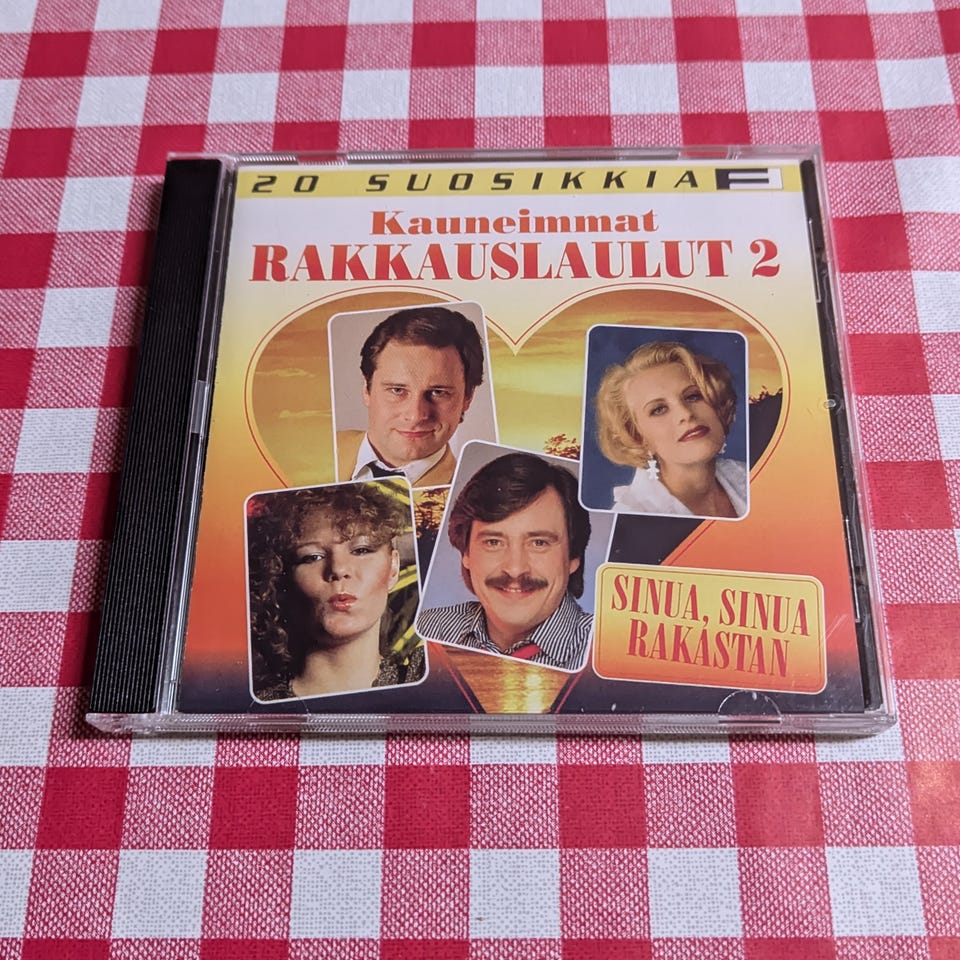 20 SUOSIKKIA F
Kauneimmat
RAKKAUSLAULUT 2
SINUA, SINUA
RAKASTAN